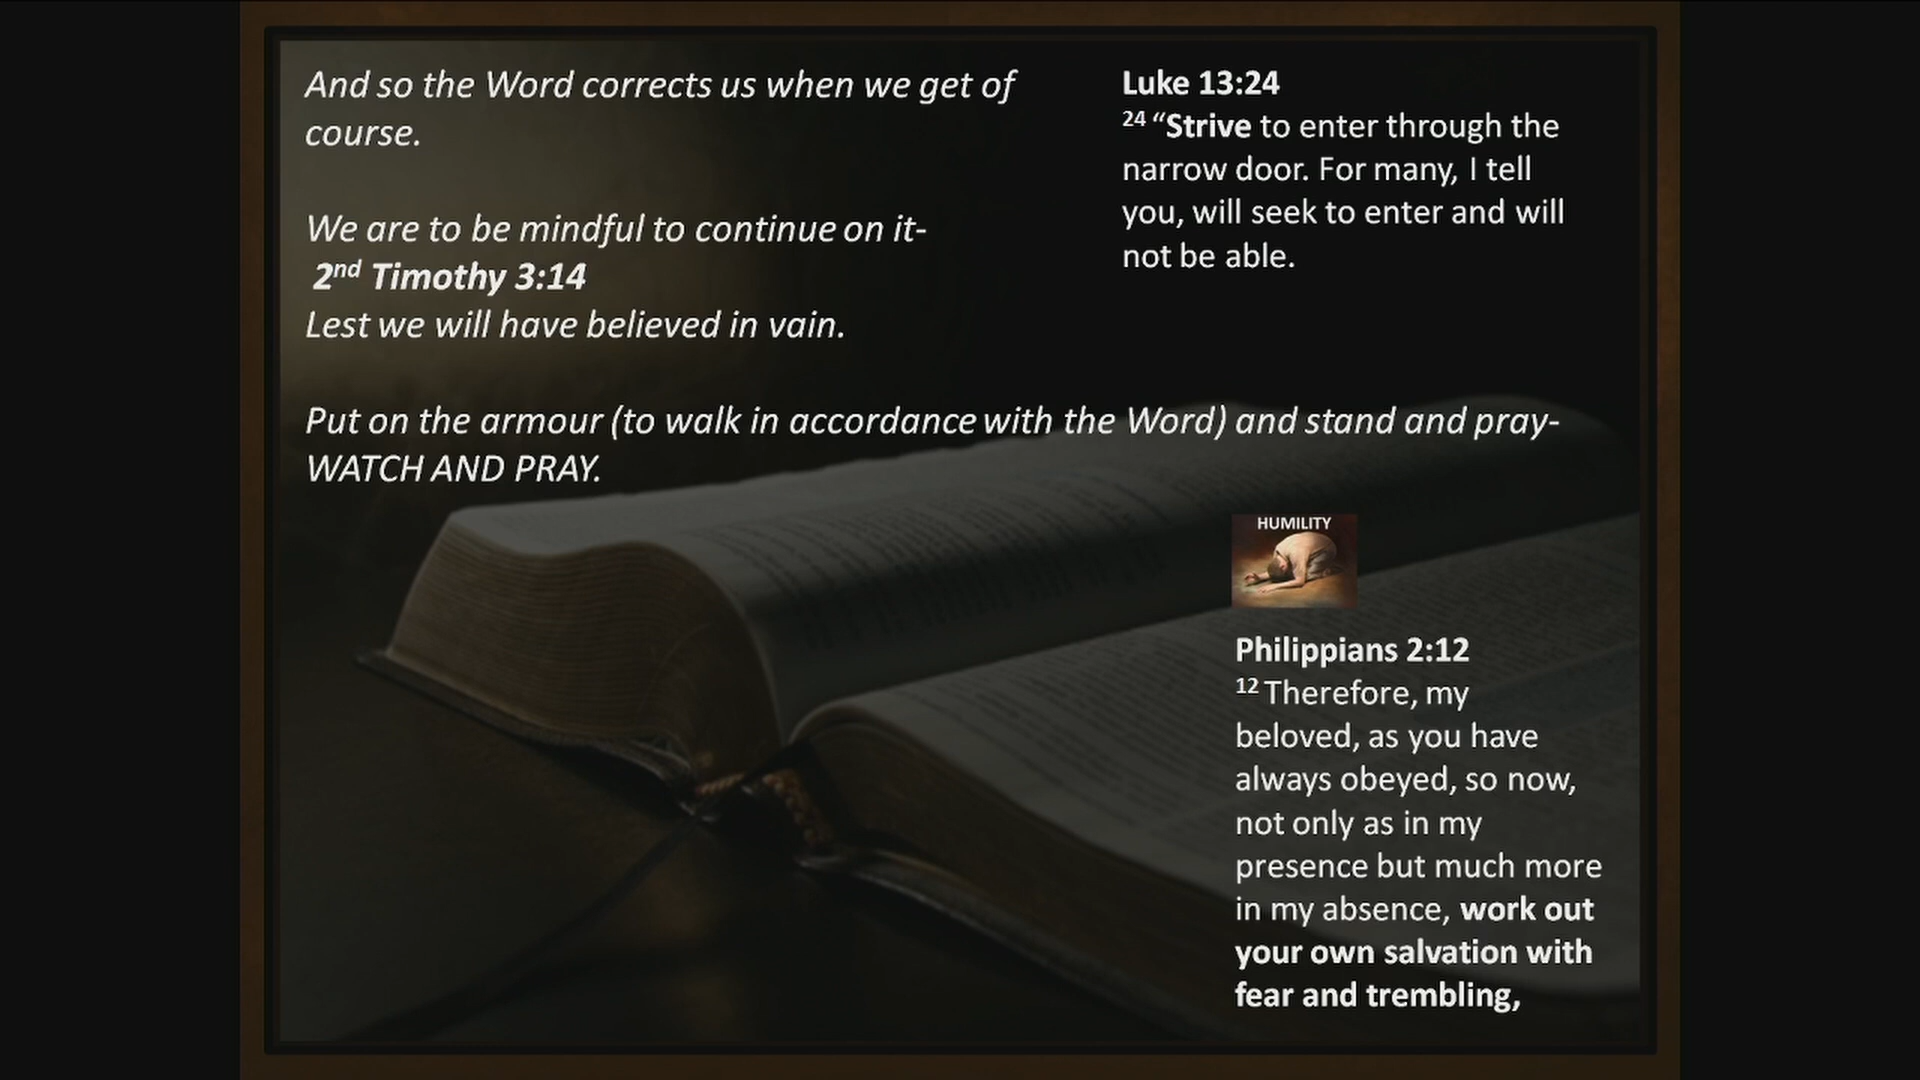 And so the Word corrects us when we get of
course.
We are to be mindful to continue on it-
2nd Timothy 3:14
Lest we will have believed in vain.
Luke 13:24
24 “Strive to enter through the
narrow door. For many, I tell
you, will seek to enter and will
not be able.
Put on the armour (to walk in accordance with the Word) and stand and pray-
WATCH AND PRAY.
HUMILITY
Philippians 2:12
12 Therefore, my
beloved, as you have
always obeyed, so now,
not only as in my
presence but much more
in my absence, work out
your own salvation with
fear and trembling,